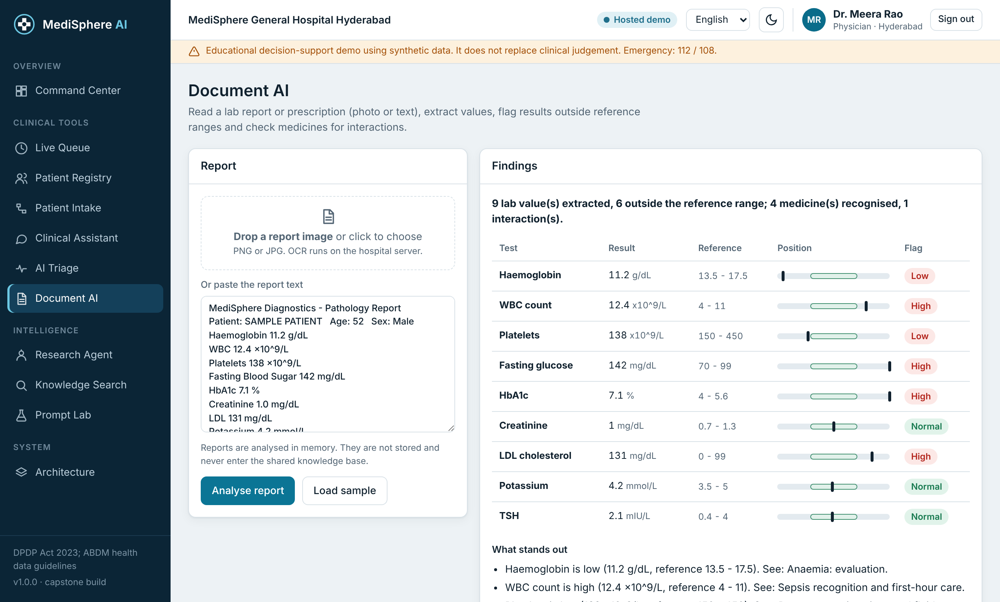 MediSphere AI
OVERVIEW
Command Center
CLINICAL TOOLS
Live Queue
Patient Registry
Patient Intake
Clinical Assistant
AI Triage
Document AI
INTELLIGENCE
Research Agent
Knowledge Search
Prompt Lab
SYSTEM
Architecture
DPDP Act 2023; ABDM health
data guidelines
v1.0.0 · capstone build
MediSphere General Hospital Hyderabad
Hosted demo
English
MR
Dr. Meera Rao
Physician · Hyderabad
Sign out
Educational decision-support demo using synthetic data. It does not replace clinical judgement. Emergency: 112 / 108.
Document AI
Read a lab report or prescription (photo or text), extract values, flag results outside reference
ranges and check medicines for interactions.
Report
Drop a report image or click to choose
PNG or JPG. OCR runs on the hospital server.
Or paste the report text
MediSphere Diagnostics - Pathology Report
Patient: SAMPLE PATIENT Age: 52 Sex: Male
Haemoglobin 11.2 g/dL
WBC 12.4 ×10^9/L
Platelets 138 ×10^9/L
Fasting Blood Sugar 142 mg/dL
HbA1c 7.1 %
Creatinine 1.0 mg/dL
LDL 131 mg/dL
Potassium 4.2 mmol/L
Reports are analysed in memory. They are not stored and
never enter the shared knowledge base.
Analyse report
Load sample
Findings
9 lab value(s) extracted, 6 outside the reference range; 4 medicine(s) recognised, 1
interaction(s).
Test Result Reference Position Flag
Haemoglobin 11.2 g/dL 13.5 - 17.5 Low
WBC count 12.4 x10^9/L 4 - 11 High
Platelets 138 x10^9/L 150 - 450 Low
Fasting glucose 142 mg/dL 70 - 99 High
HbA1c 7.1 % 4 - 5.6 High
Creatinine 1 mg/dL 0.7 - 1.3 Normal
LDL cholesterol 131 mg/dL 0 - 99 High
Potassium 4.2 mmol/L 3.5 - 5 Normal
TSH 2.1 mIU/L 0.4 - 4 Normal
What stands out
• Haemoglobin is low (11.2 g/dL, reference 13.5 - 17.5). See: Anaemia: evaluation.
• WBC count is high (12.4 ×10^9/L, reference 4 - 11). See: Sepsis recognition and first-hour care.